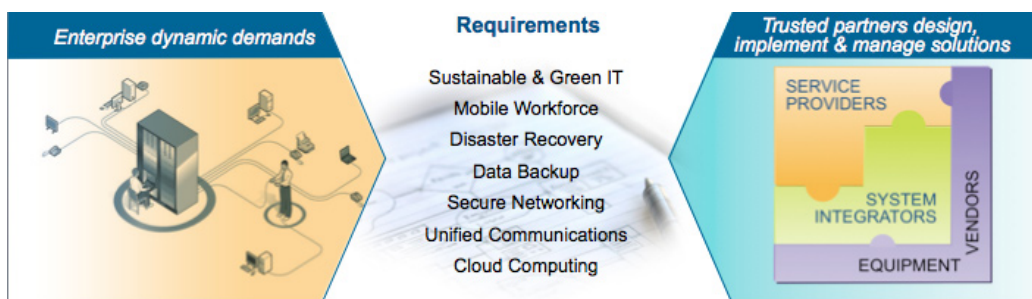 Enterprise dynamic demands
Requirements
Sustainable & Green IT
Mobile Workforce
Disaster Recovery
Data Backup
Secure Networking
Unified Communications
Cloud Computing
Trusted partners design,
implement & manage solutions
SERVICE
PROVIDERS
SYSTEM
INTEGRATORS
EQUIPMENT
VENDORS